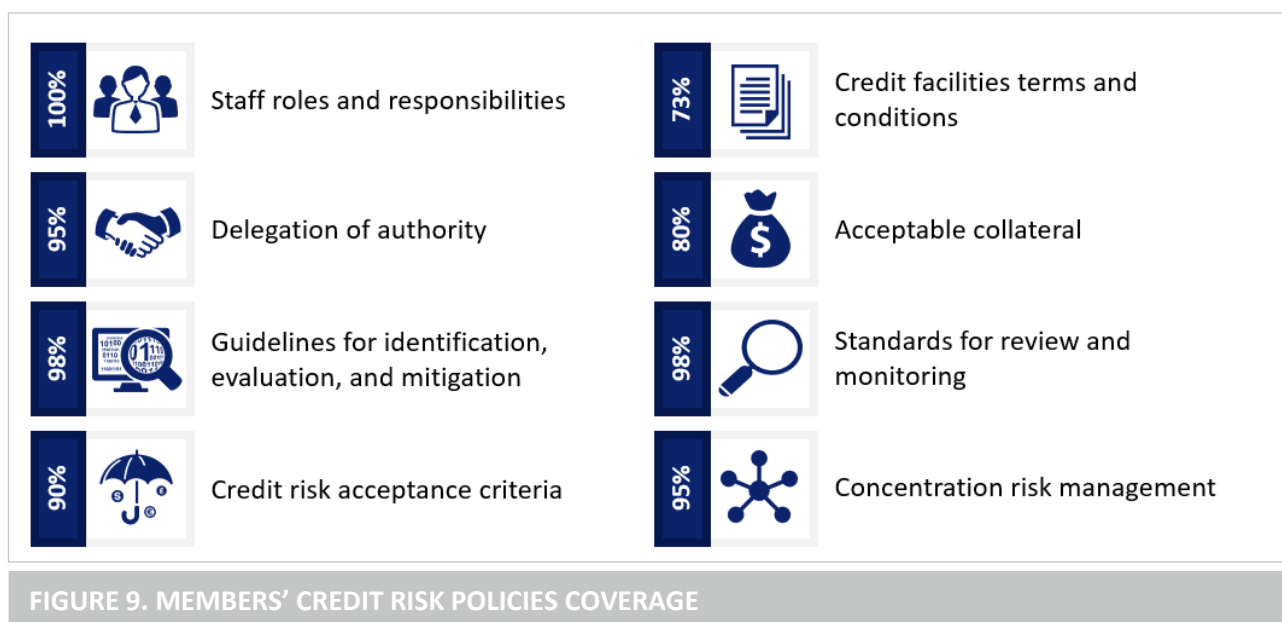 100%
Staff roles and responsibilities
95%
Delegation of authority
98%
Guidelines for identification,
evaluation, and mitigation
90%
Credit risk acceptance criteria
73%
Credit facilities terms and
conditions
80%
$
Acceptable collateral
98%
Standards for review and
monitoring
95%
Concentration risk management
FIGURE 9. MEMBERS’ CREDIT RISK POLICIES COVERAGE